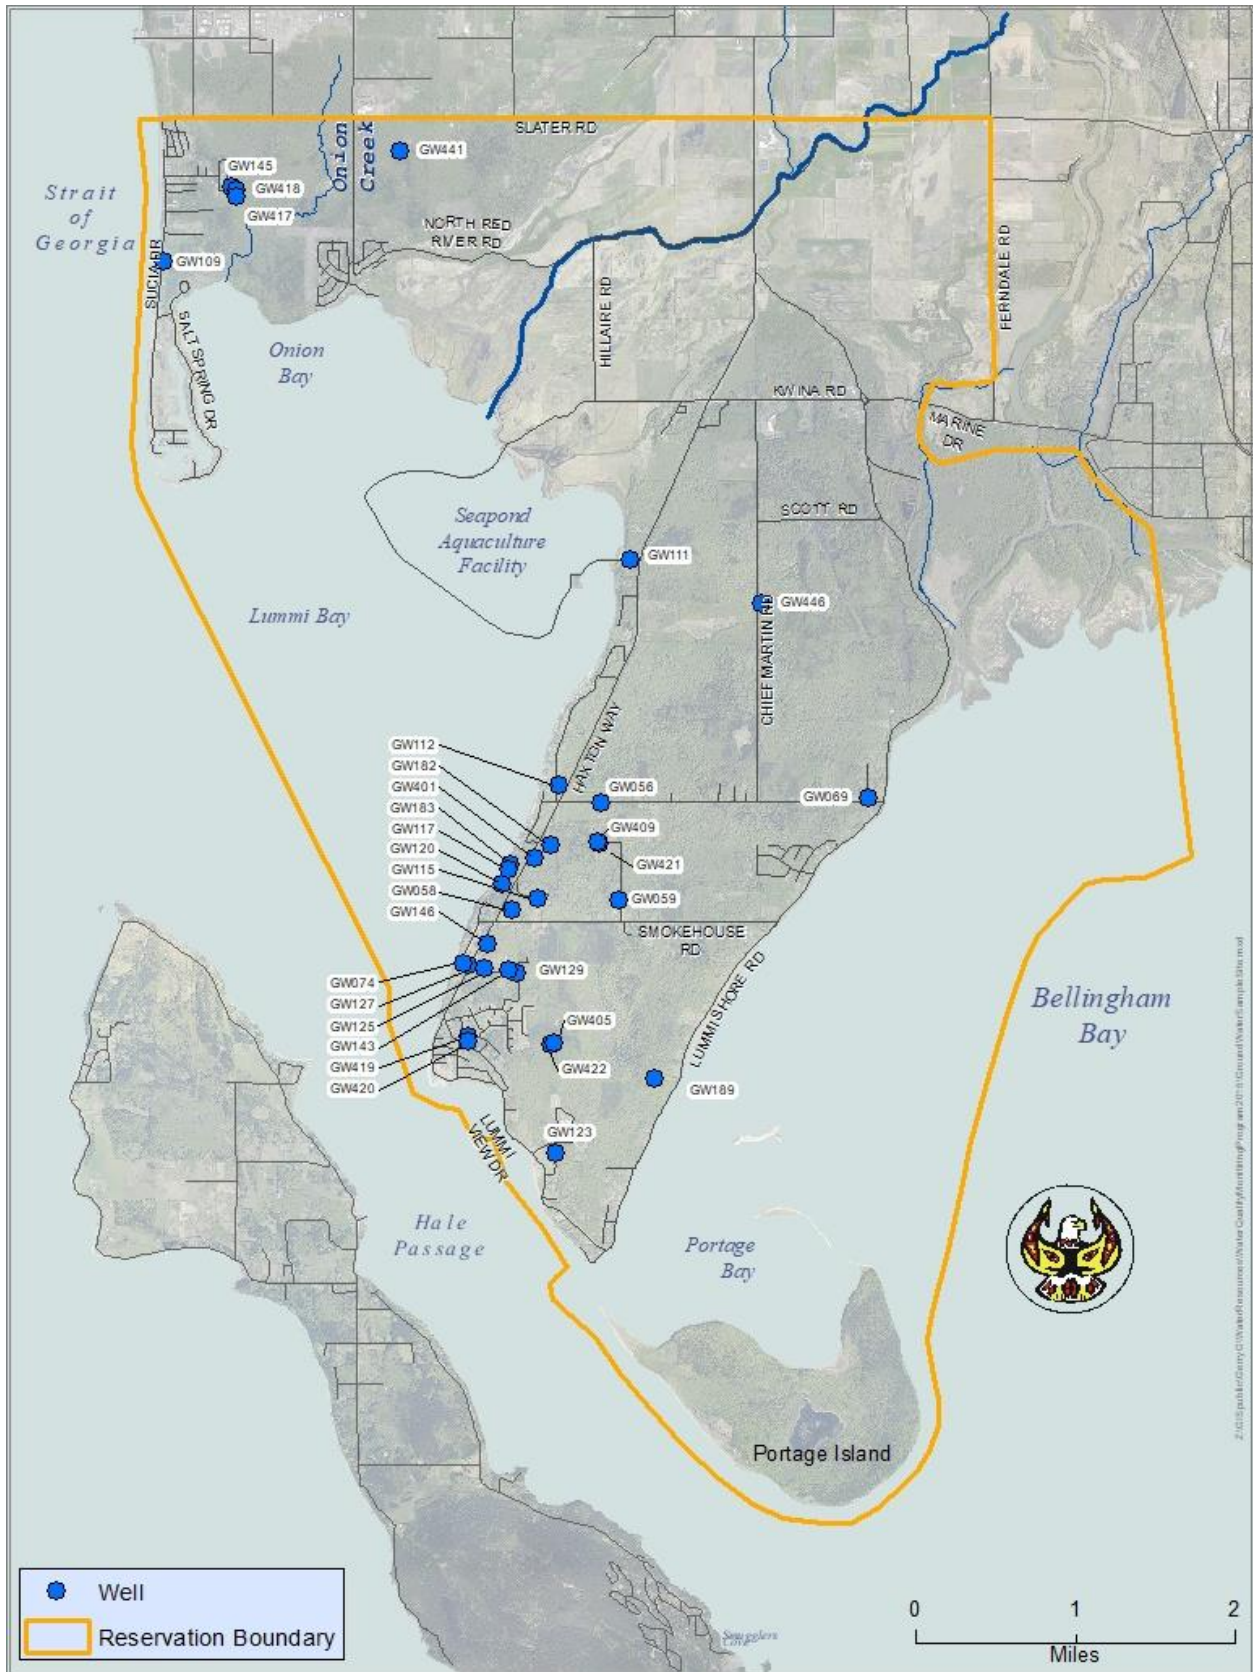 SLATER RD
Onion
Creek
GW441
GW145
GW418
GW417
Strait
of
Georgia
NORTH RED
RIVER RD
SUCIA DR
GW109
SALT SPRING DR
Onion
Bay
HILLAIRE RD
FERNDALE RD
KWINA RD
MARINE
DR
Seapond
Aquaculture
Facility
SCOTT RD
GW111
GW446
Lummi Bay
CHIEF MARTIN RD
HAXTON WAY
GW112
GW182
GW401
GW183
GW117
GW120
GW115
GW058
GW146
GW056
GW069
GW409
GW421
GW059
SMOKEHOUSE
RD
GW074
GW127
GW125
GW143
GW419
GW420
GW129
GW405
GW422
LUMMI SHORE RD
GW189
Bellingham
Bay
GW123
LUMMI
VIEW DR
Hale
Passage
Portage
Bay
Portage Island
Well
Reservation Boundary
Smugglers
Cove
0 1 2
Miles